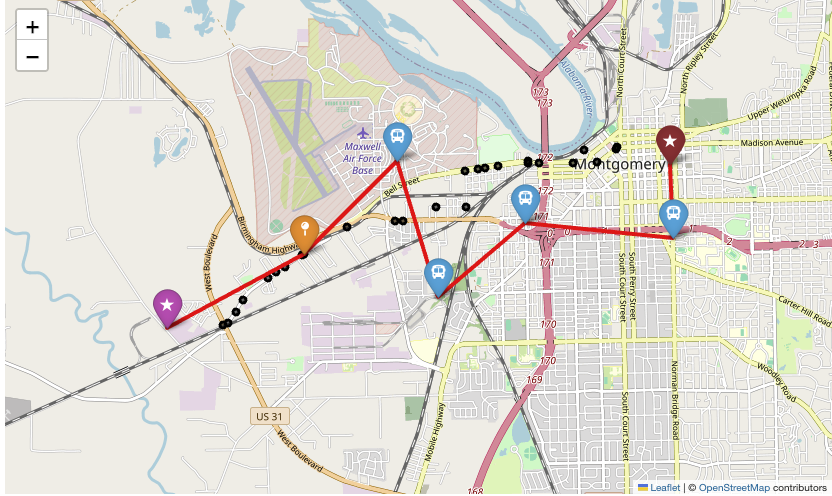 +
−
173
173
Alabama River
North Court Street
North Ripley Street
Upper Wetumpka Road
Madison Avenue
Maxwell
Air Force
Base
Bell Street
172
Montgomery
172
171
Birmingham Highway
West Boulevard
171
2
2
South Court Street
South Perry Street
Carter Hill Road
170
170
169
Woodley Road
Norman Bridge Road
South Court Street
US 31
West Boulevard
Mobile Highway
168
Leaflet | © OpenStreetMap contributors